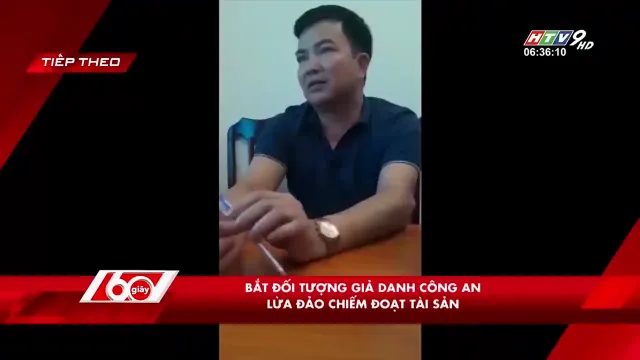 TIẾP THEO
HTV9 HD
06:36:10
60 giây
BẮT ĐỐI TƯỢNG GIẢ DANH CÔNG AN
LỪA ĐẢO CHIẾM ĐOẠT TÀI SẢN